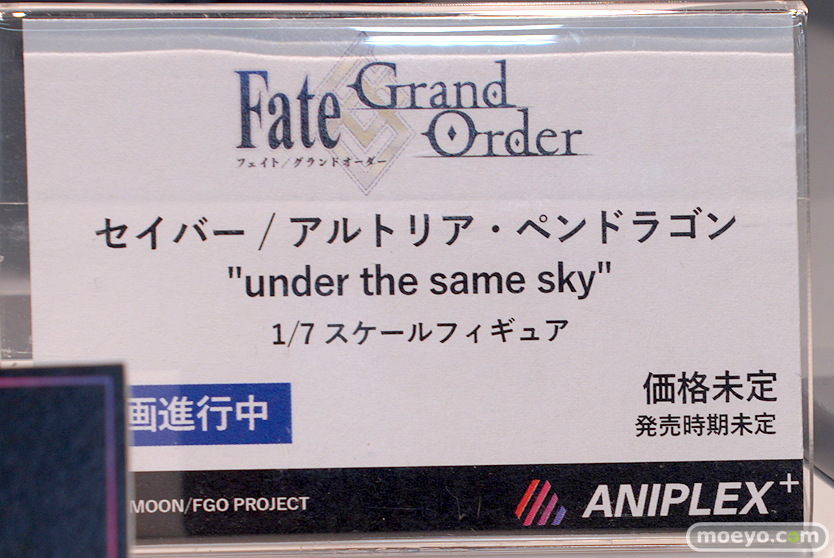 Fate Grand Order
フェイト/グランドオーダー
セイバー / アルトリア・ペンドラゴン
"under the same sky"
1/7 スケールフィギュア
価格未定
画進行中
発売時期未定
MOON/FGO PROJECT
ANIPLEX+
moeyo.com